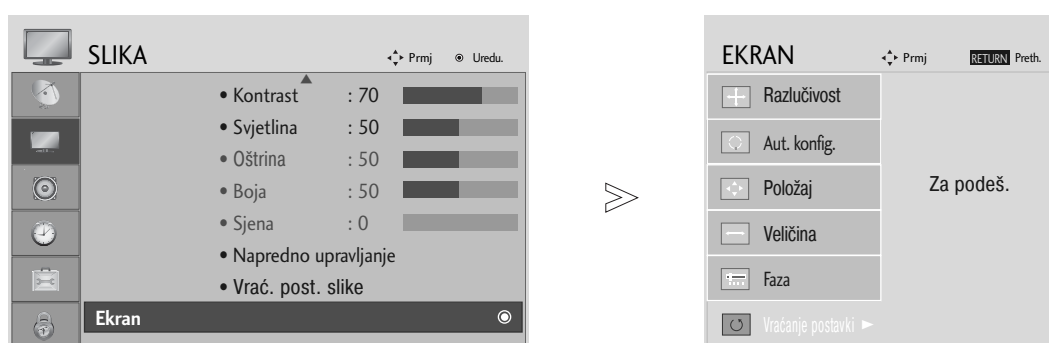 SLIKA
Prmj Uredu.
• Kontrast : 70
• Svjetlina : 50
• Oštrina : 50
• Boja : 50
• Sjena : 0
• Napredno upravljanje
• Vrać. post. slike
Ekran
EKRAN
Prmj RETURN Preth.
Razlučivost
Aut. konfig.
Položaj
Veličina
Faza
Vraćanje postavki ►
Za podeš.